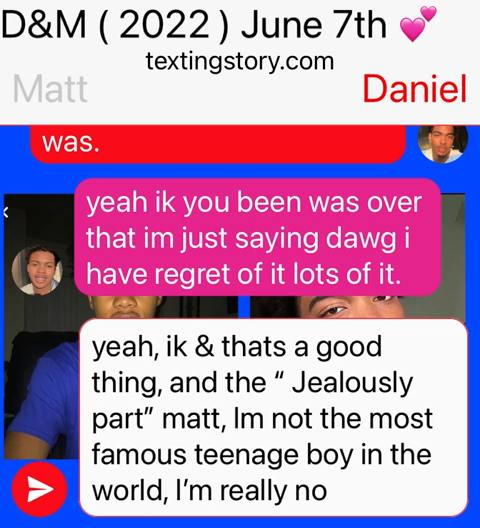 D&M ( 2022 ) June 7th 💕
textingstory.com
Matt
Daniel
was.
yeah ik you been was over
that im just saying dawg i
have regret of it lots of it.
yeah, ik & thats a good
thing, and the “ Jealously
part” matt, Im not the most
famous teenage boy in the
world, I’m really no